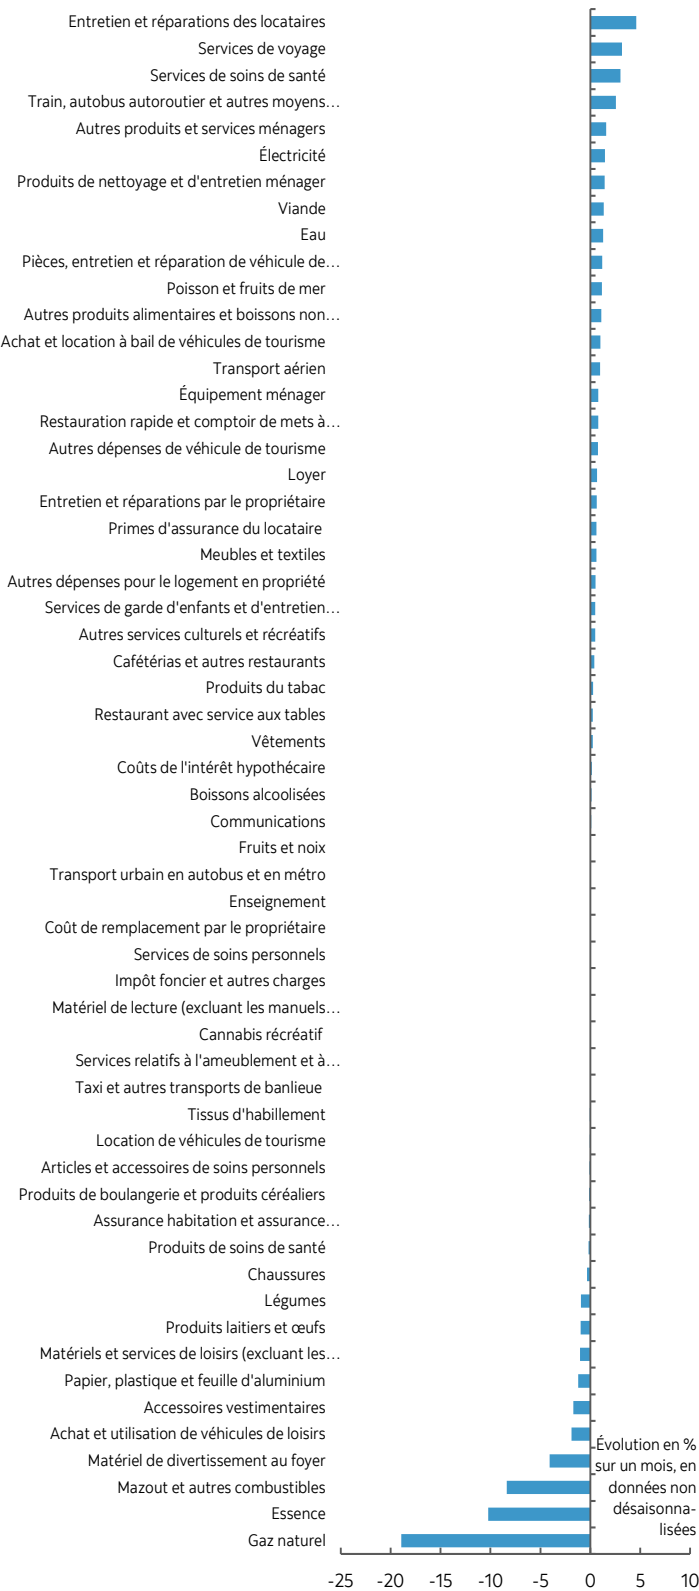 Entretien et réparations des locataires
Services de voyage
Services de soins de santé
Train, autobus autoroutier et autres moyens…
Autres produits et services ménagers
Électricité
Produits de nettoyage et d'entretien ménager
Viande
Eau
Pièces, entretien et réparation de véhicule de…
Poisson et fruits de mer
Autres produits alimentaires et boissons non…
Achat et location à bail de véhicules de tourisme
Transport aérien
Équipement ménager
Restauration rapide et comptoir de mets à…
Autres dépenses de véhicule de tourisme
Loyer
Entretien et réparations par le propriétaire
Primes d'assurance du locataire
Meubles et textiles
Autres dépenses pour le logement en propriété
Services de garde d'enfants et d'entretien…
Autres services culturels et récréatifs
Cafétérias et autres restaurants
Produits du tabac
Restaurant avec service aux tables
Vêtements
Coûts de l'intérêt hypothécaire
Boissons alcoolisées
Communications
Fruits et noix
Transport urbain en autobus et en métro
Enseignement
Coût de remplacement par le propriétaire
Services de soins personnels
Impôt foncier et autres charges
Matériel de lecture (excluant les manuels…
Cannabis récréatif
Services relatifs à l'ameublement et à…
Taxi et autres transports de banlieue
Tissus d'habillement
Location de véhicules de tourisme
Articles et accessoires de soins personnels
Produits de boulangerie et produits céréaliers
Assurance habitation et assurance…
Produits de soins de santé
Chaussures
Légumes
Produits laitiers et œufs
Matériels et services de loisirs (excluant les…
Papier, plastique et feuille d'aluminium
Accessoires vestimentaires
Achat et utilisation de véhicules de loisirs
Matériel de divertissement au foyer
Mazout et autres combustibles
Essence
Gaz naturel
Évolution en %
sur un mois, en
données non
désaisonna-
lisées
-25 -20 -15 -10 -5 0 5 10